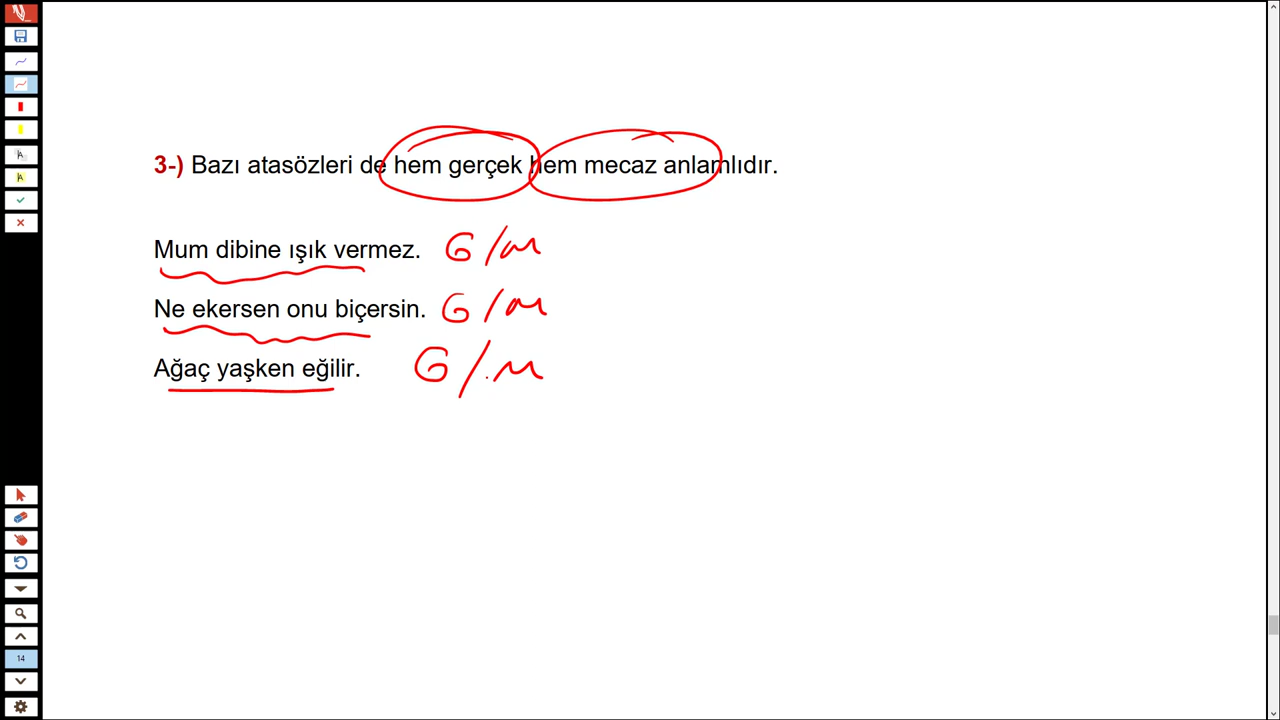 3-) Bazı atasözleri de hem gerçek hem mecaz anlamlıdır.
Mum dibine ışık vermez. G/M
Ne ekersen onu biçersin. G/M
Ağaç yaşken eğilir. G/M
14